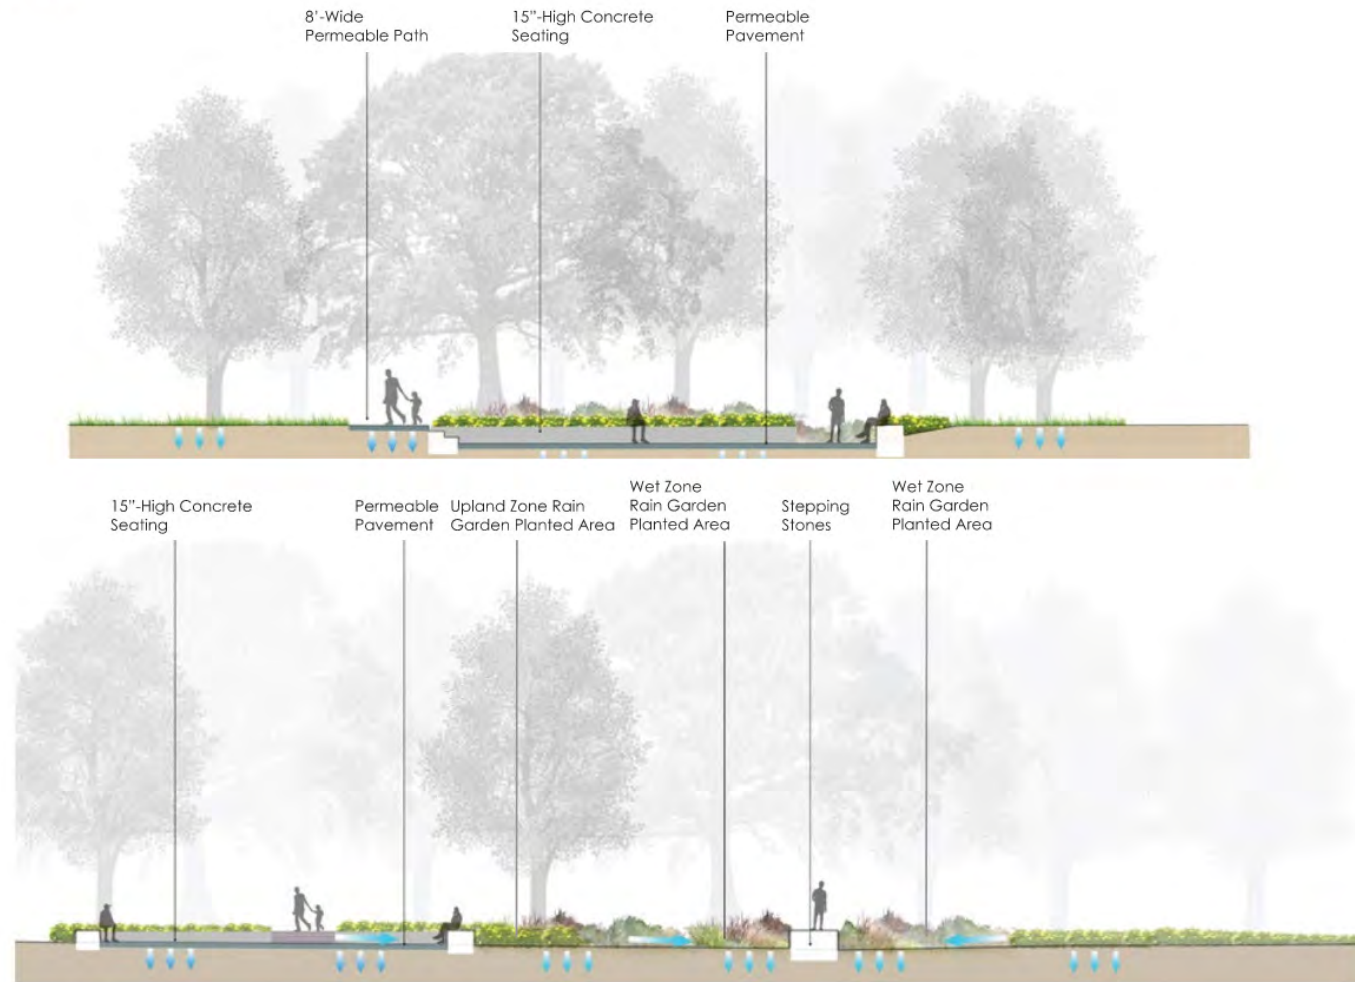 8'-Wide
Permeable Path
15"-High Concrete
Seating
Permeable
Pavement
15"-High Concrete
Seating
Permeable
Pavement
Upland Zone Rain
Garden Planted Area
Wet Zone
Rain Garden
Planted Area
Stepping
Stones
Wet Zone
Rain Garden
Planted Area